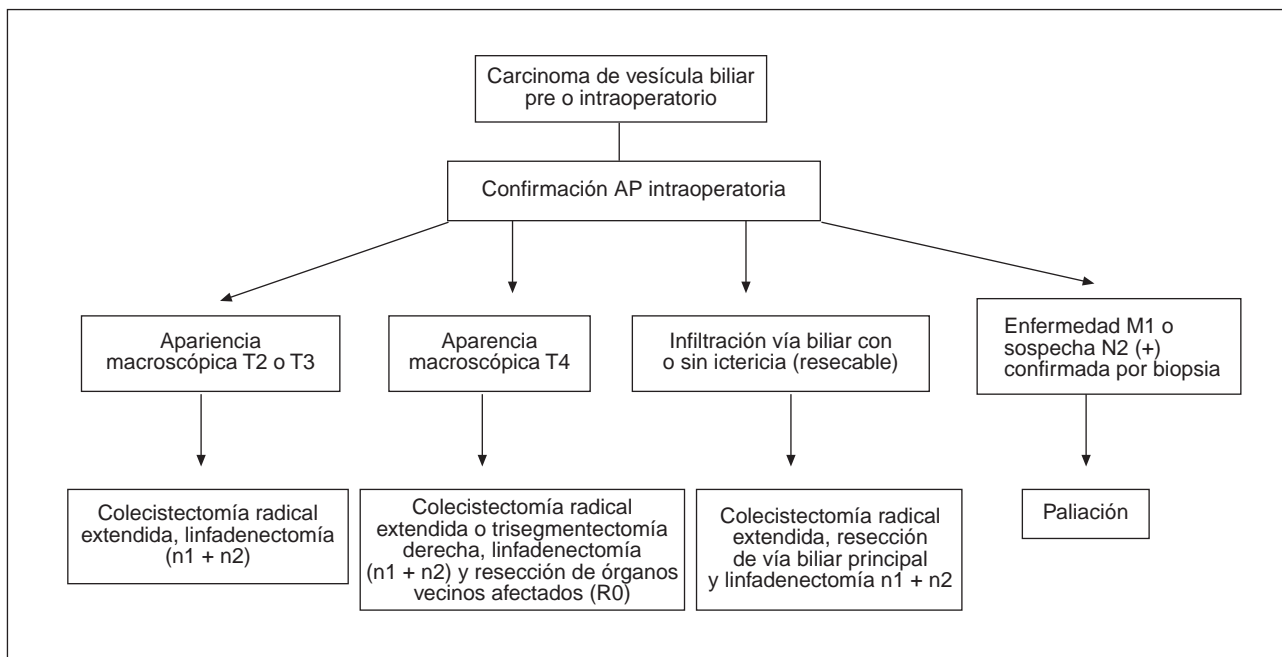 Carcinoma de vesícula biliar
pre o intraoperatorio
Confirmación AP intraoperatoria
Apariencia
macroscópica T2 o T3
Aparencia
macroscópica T4
Infiltración vía biliar con
o sin ictericia (resecable)
Enfermedad M1 o
sospecha N2 (+)
confirmada por biopsia
Colecistectomía radical
extendida, linfadenectomía
(n1 + n2)
Colecistectomía radical
extendida o trisegmentectomía
derecha, linfadenectomía
(n1 + n2) y resección de órganos
vecinos afectados (R0)
Colecistectomía radical
extendida, resección
de vía biliar principal
y linfadenectomía n1 + n2
Paliación